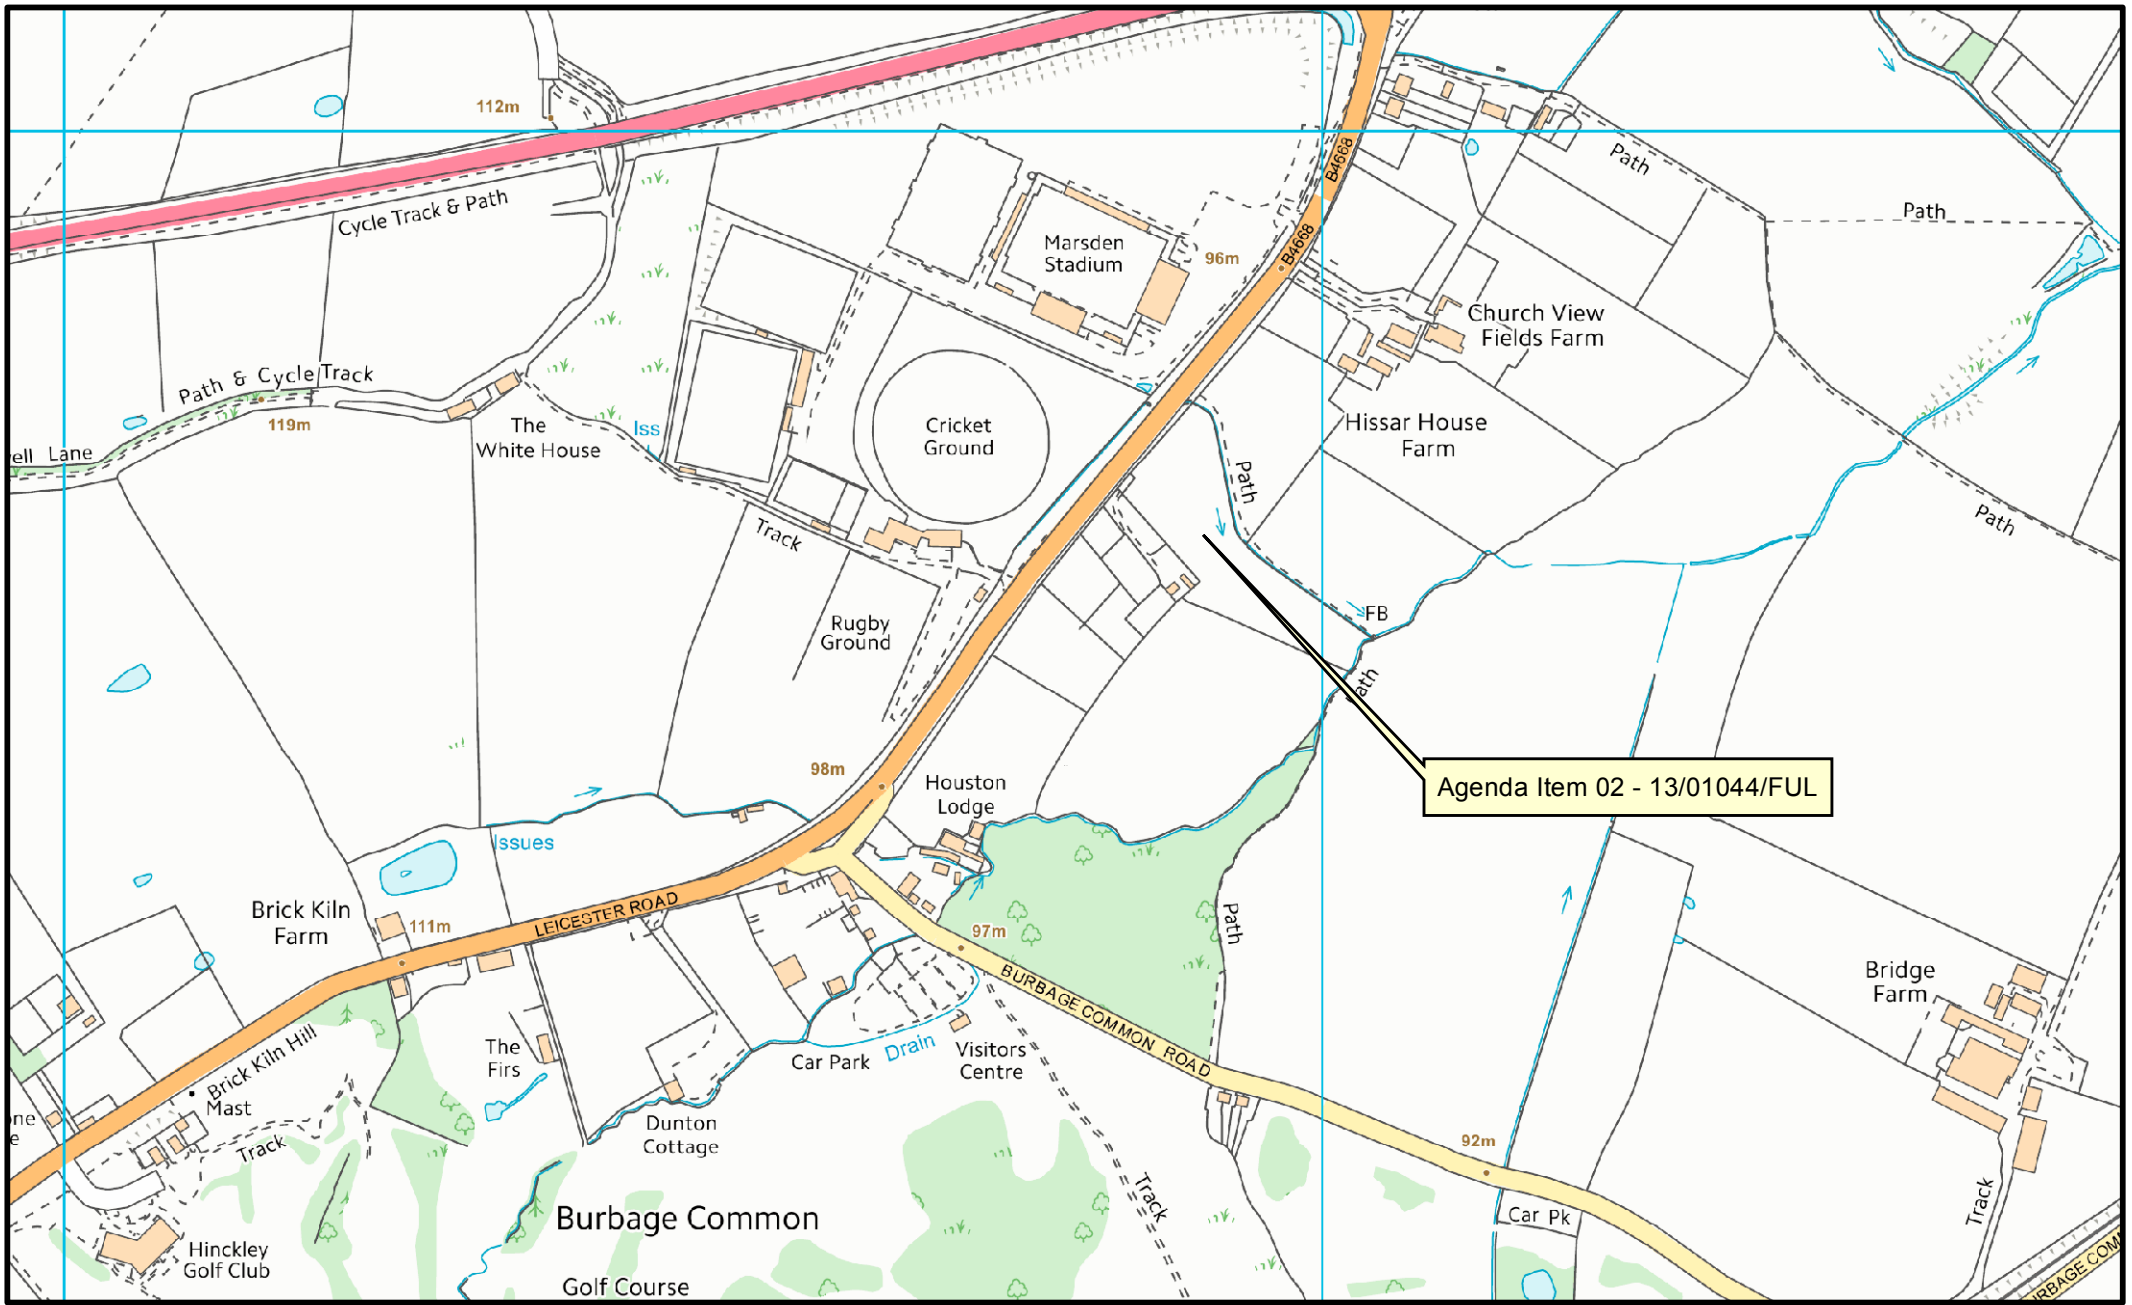 112m
B4668
Path
Cycle Track & Path
Path
Marsden
Stadium
96m
B4668
Church View
Fields Farm
Path & Cycle Track
119m
The
White House
Iss
Cricket
Ground
Hissar House
Farm
ell Lane
Path
Track
Path
FB
Rugby
Ground
ath
98m
Houston
Lodge
Agenda Item 02 - 13/01044/FUL
Issues
Brick Kiln
Farm
111m
LEICESTER ROAD
97m
Path
BURBAGE COMMON ROAD
Bridge
Farm
The
Firs
Car Park
Drain
Visitors
Centre
Brick Kiln Hill
Mast
ne
e
Track
Dunton
Cottage
92m
Track
Burbage Common
Car Pk
Track
Hinckley
Golf Club
Golf Course
RBAGE COM